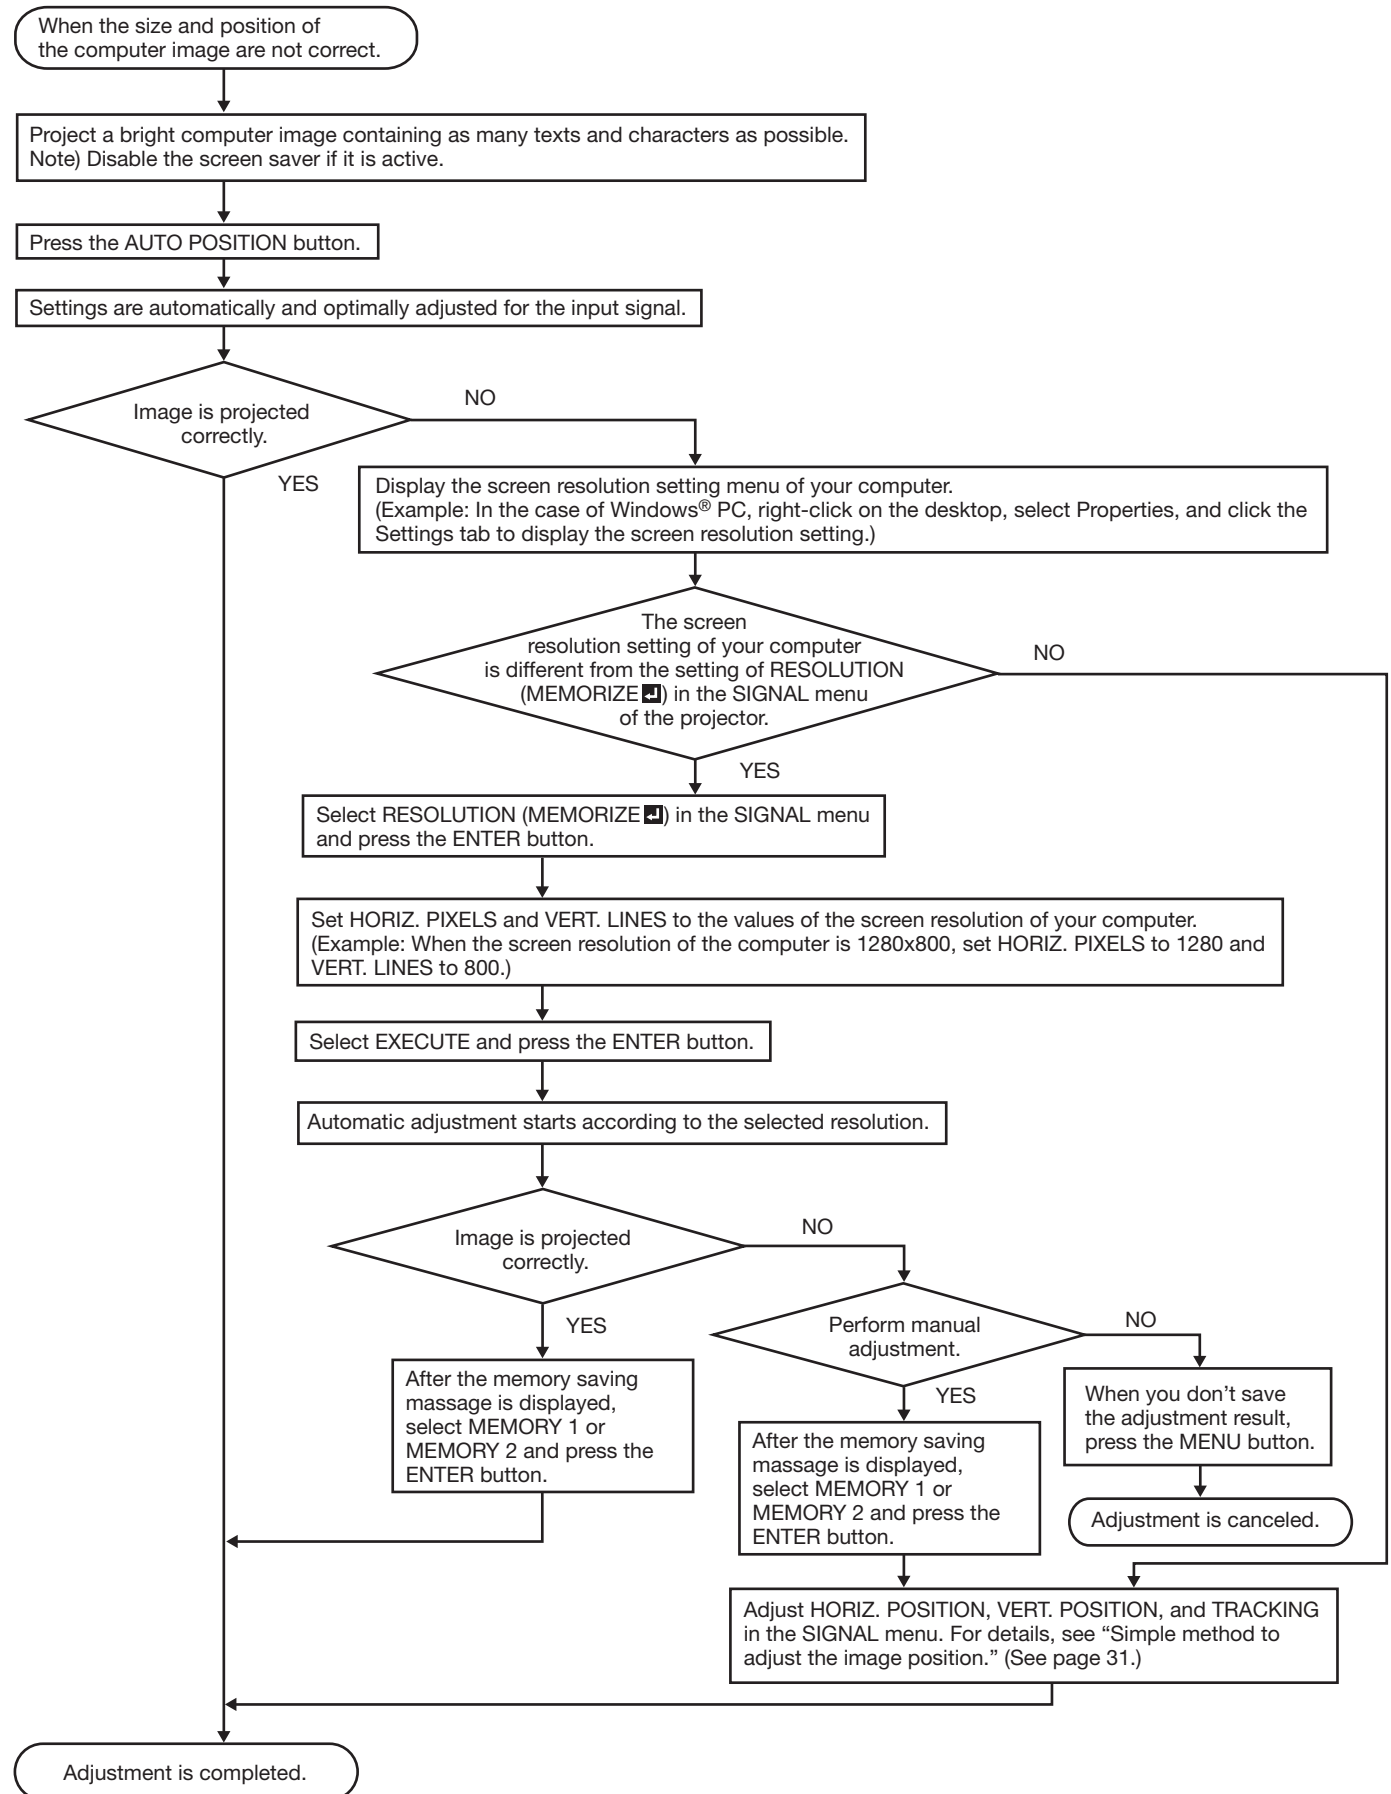 When the size and position of
the computer image are not correct.
Project a bright computer image containing as many texts and characters as possible.
Note) Disable the screen saver if it is active.
Press the AUTO POSITION button.
Settings are automatically and optimally adjusted for the input signal.
Image is projected
correctly.
NO
YES
Display the screen resolution setting menu of your computer.
(Example: In the case of Windows® PC, right-click on the desktop, select Properties, and click the
Settings tab to display the screen resolution setting.)
The screen
resolution setting of your computer
is different from the setting of RESOLUTION
(MEMORIZE ↵) in the SIGNAL menu
of the projector.
NO
YES
Select RESOLUTION (MEMORIZE ↵) in the SIGNAL menu
and press the ENTER button.
Set HORIZ. PIXELS and VERT. LINES to the values of the screen resolution of your computer.
(Example: When the screen resolution of the computer is 1280x800, set HORIZ. PIXELS to 1280 and
VERT. LINES to 800.)
Select EXECUTE and press the ENTER button.
Automatic adjustment starts according to the selected resolution.
Image is projected
correctly.
NO
YES
After the memory saving
massage is displayed,
select MEMORY 1 or
MEMORY 2 and press the
ENTER button.
Perform manual
adjustment.
NO
YES
When you don't save
the adjustment result,
press the MENU button.
After the memory saving
massage is displayed,
select MEMORY 1 or
MEMORY 2 and press the
ENTER button.
Adjustment is canceled.
Adjust HORIZ. POSITION, VERT. POSITION, and TRACKING
in the SIGNAL menu. For details, see “Simple method to
adjust the image position.” (See page 31.)
Adjustment is completed.